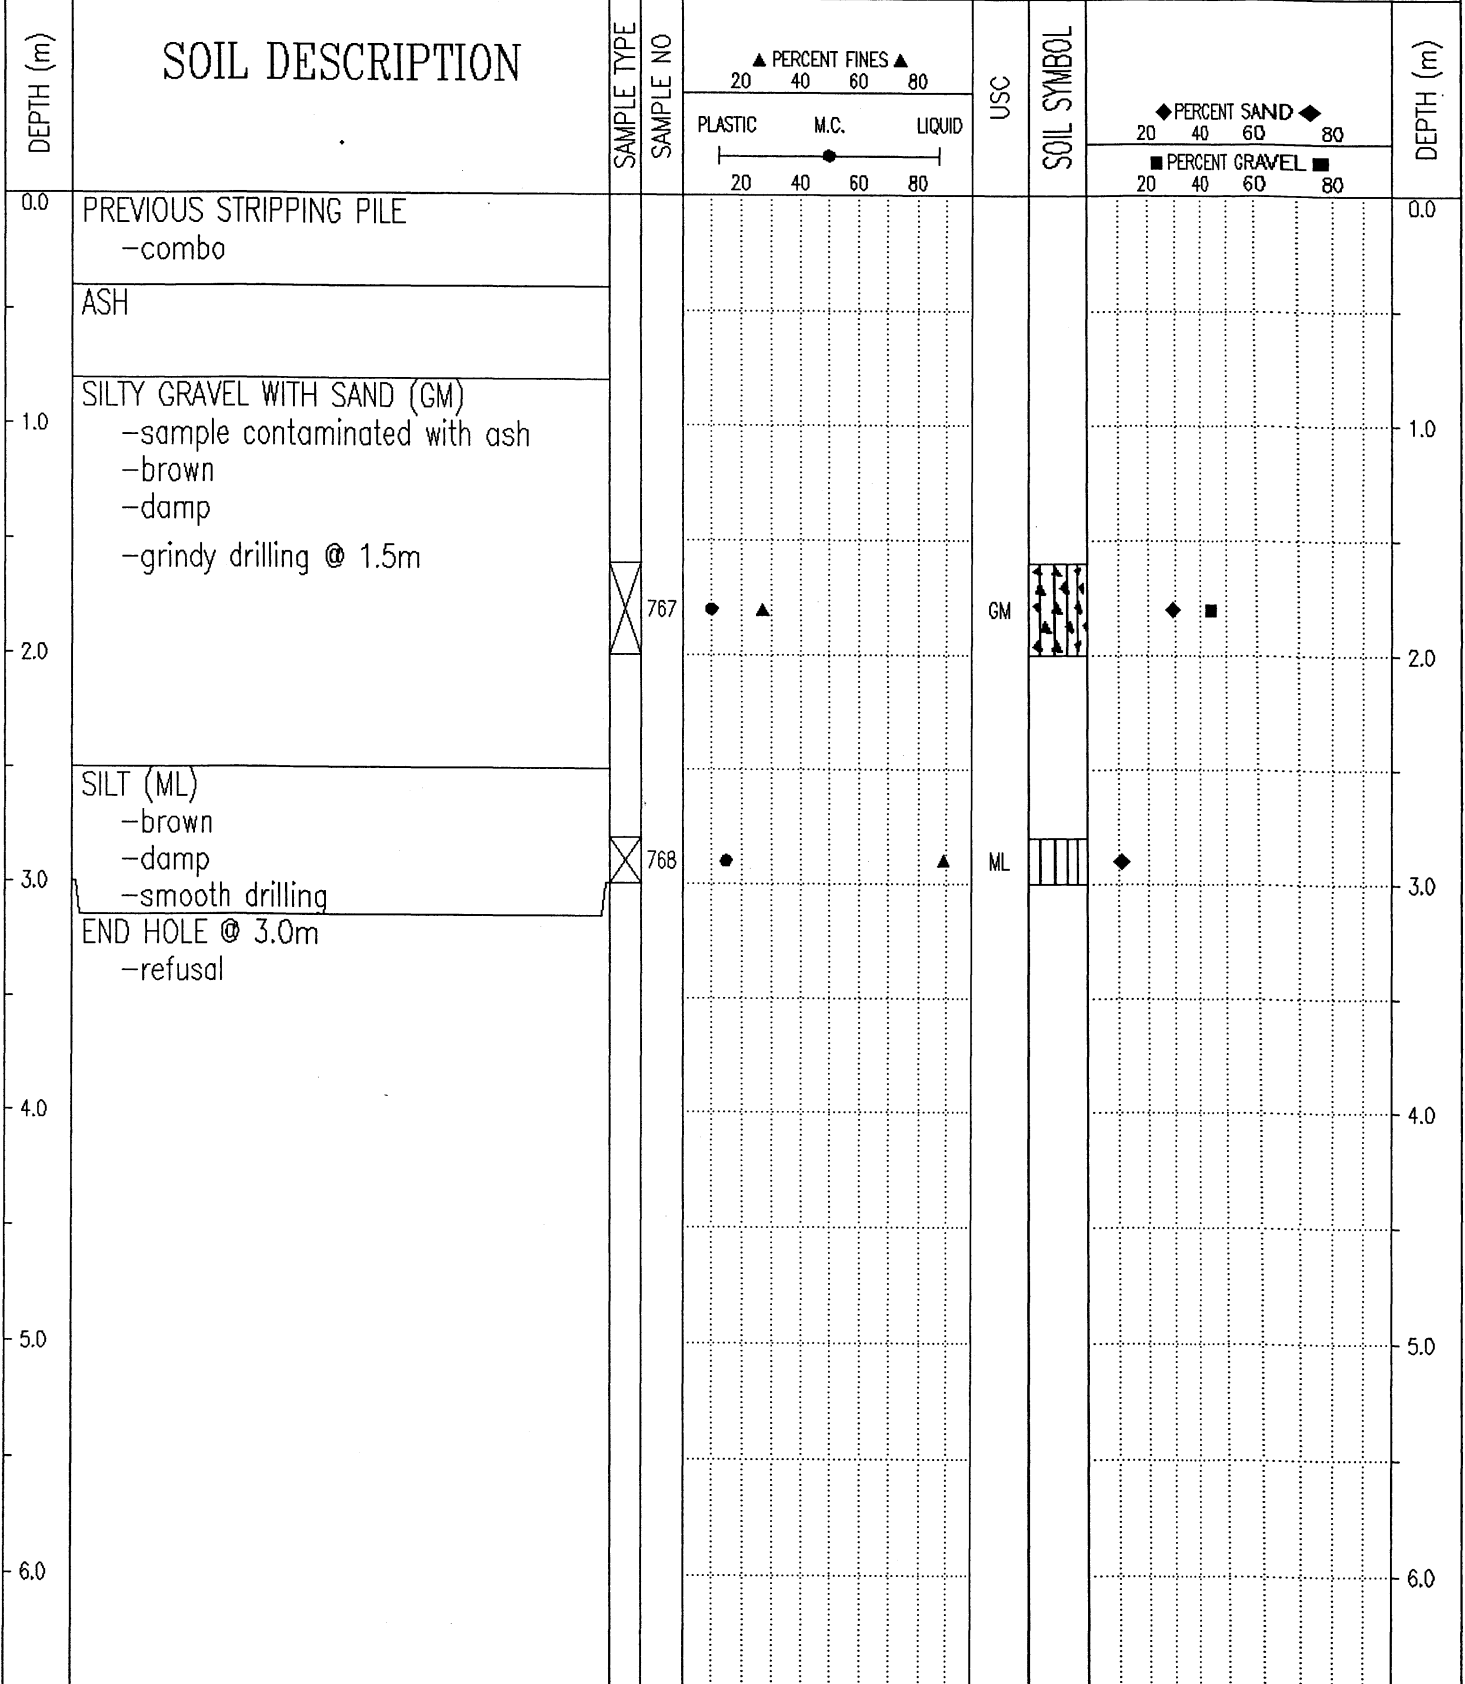 DEPTH (m)
SOIL DESCRIPTION
SAMPLE TYPE
SAMPLE NO
▲ PERCENT FINES ▲
20 40 60 80
PLASTIC M.C. LIQUID
20 40 60 80
USC
SOIL SYMBOL
◆ PERCENT SAND ◆
20 40 60 80
■ PERCENT GRAVEL ■
20 40 60 80
DEPTH (m)
0.0
PREVIOUS STRIPPING PILE
0.0
-combo
ASH
SILTY GRAVEL WITH SAND (GM)
1.0
-sample contaminated with ash
1.0
-brown
-damp
-grindy drilling @ 1.5m
767
GM
2.0
2.0
SILT (ML)
-brown
-damp
768
ML
3.0
-smooth drilling
3.0
END HOLE @ 3.0m
-refusal
4.0
4.0
5.0
5.0
6.0
6.0